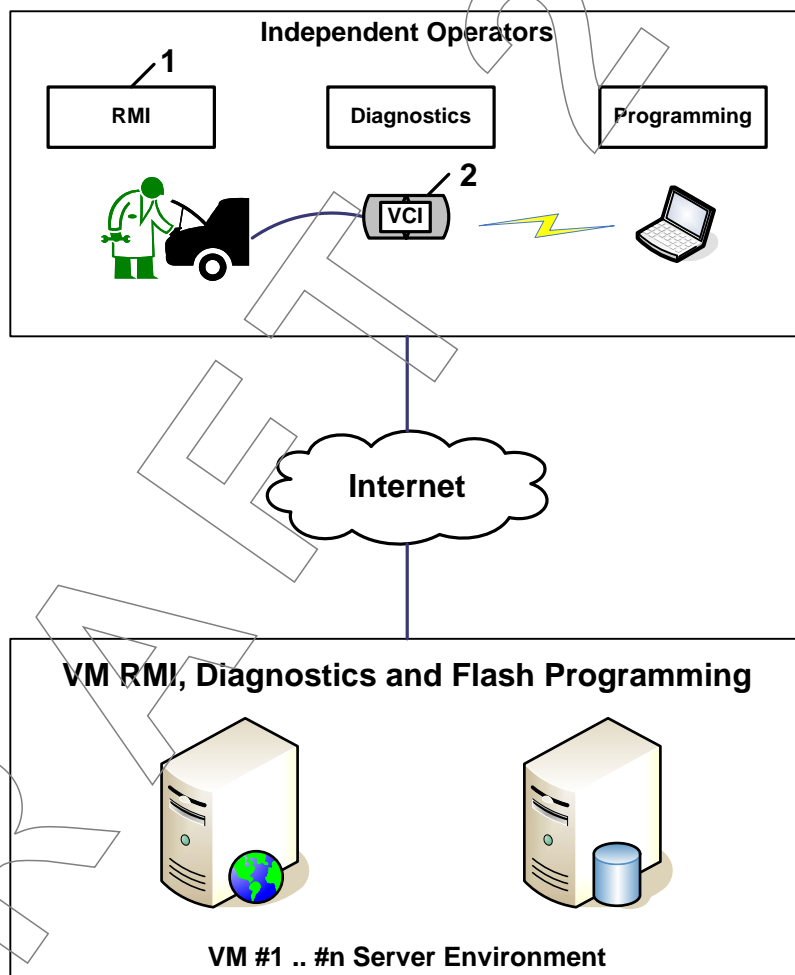 Independent Operators
1
RMI
Diagnostics
Programming
2
VCI
Internet
VM RMI, Diagnostics and Flash Programming
VM #1 .. #n Server Environment